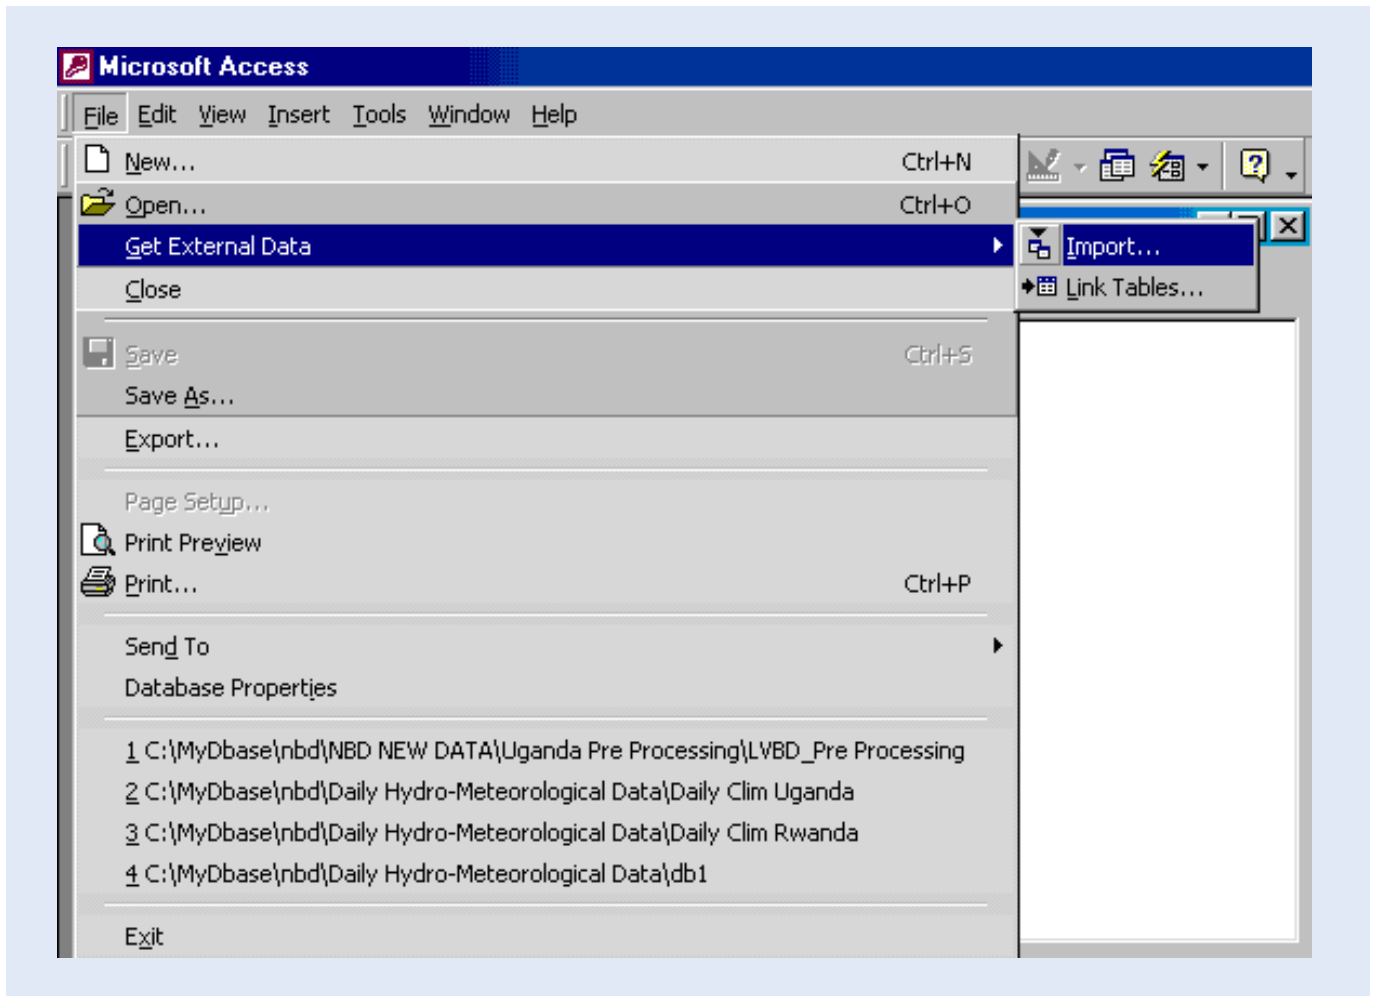 Microsoft Access
File Edit View Insert Tools Window Help
New... Ctrl+N
Open... Ctrl+O
Get External Data
Import...
Close
Link Tables...
Save Ctrl+S
Save As...
Export...
Page Setup...
Print Preview
Print... Ctrl+P
Send To
Database Properties
1 C:\MyDbase\nbd\NBD NEW DATA\Uganda Pre Processing\LVBD_Pre Processing
2 C:\MyDbase\nbd\Daily Hydro-Meteorological Data\Daily Clim Uganda
3 C:\MyDbase\nbd\Daily Hydro-Meteorological Data\Daily Clim Rwanda
4 C:\MyDbase\nbd\Daily Hydro-Meteorological Data\db1
Exit